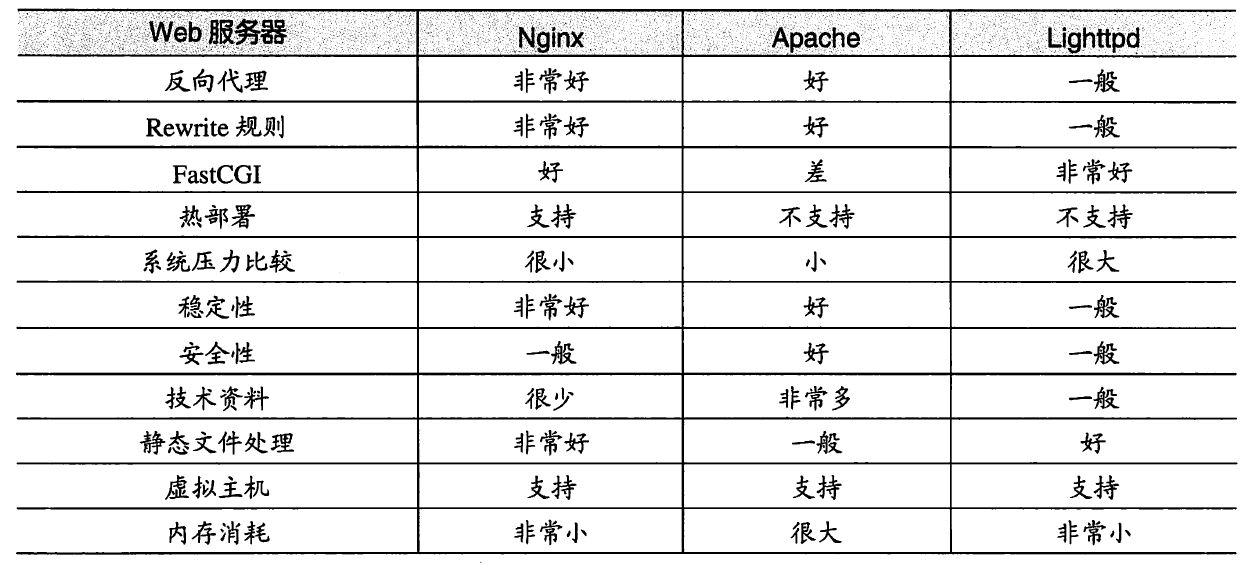 Web 服务器 Nginx Apache Lighttpd
反向代理 非常好 好 一般
Rewrite 规则 非常好 好 一般
FastCGI 好 差 非常好
热部署 支持 不支持 不支持
系统压力比较 很小 小 很大
稳定性 非常好 好 一般
安全性 一般 好 一般
技术资料 很少 非常多 一般
静态文件处理 非常好 一般 好
虚拟主机 支持 支持 支持
内存消耗 非常小 很大 非常小